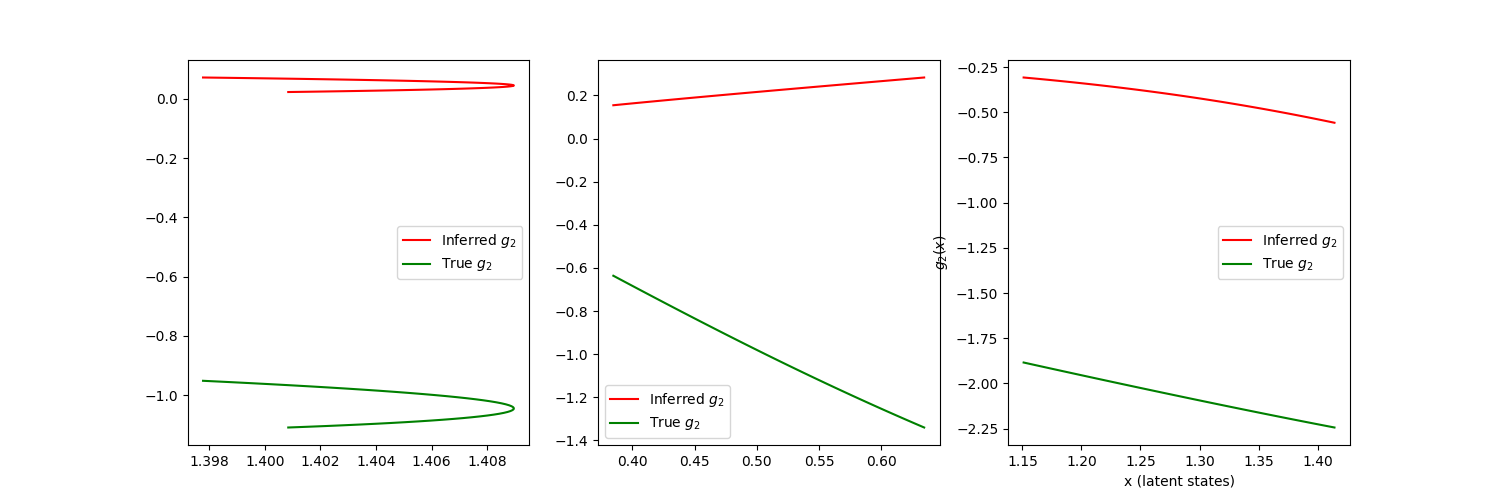 0.0
−0.2
−0.4
−0.6
−0.8
−1.0
1.398 1.400 1.402 1.404 1.406 1.408
Inferred g₂
True g₂
0.2
0.0
−0.2
−0.4
−0.6
−0.8
−1.0
−1.2
−1.4
0.40 0.45 0.50 0.55 0.60
Inferred g₂
True g₂
g₂(x)
−0.25
−0.50
−0.75
−1.00
−1.25
−1.50
−1.75
−2.00
−2.25
1.15 1.20 1.25 1.30 1.35 1.40
x (latent states)
Inferred g₂
True g₂